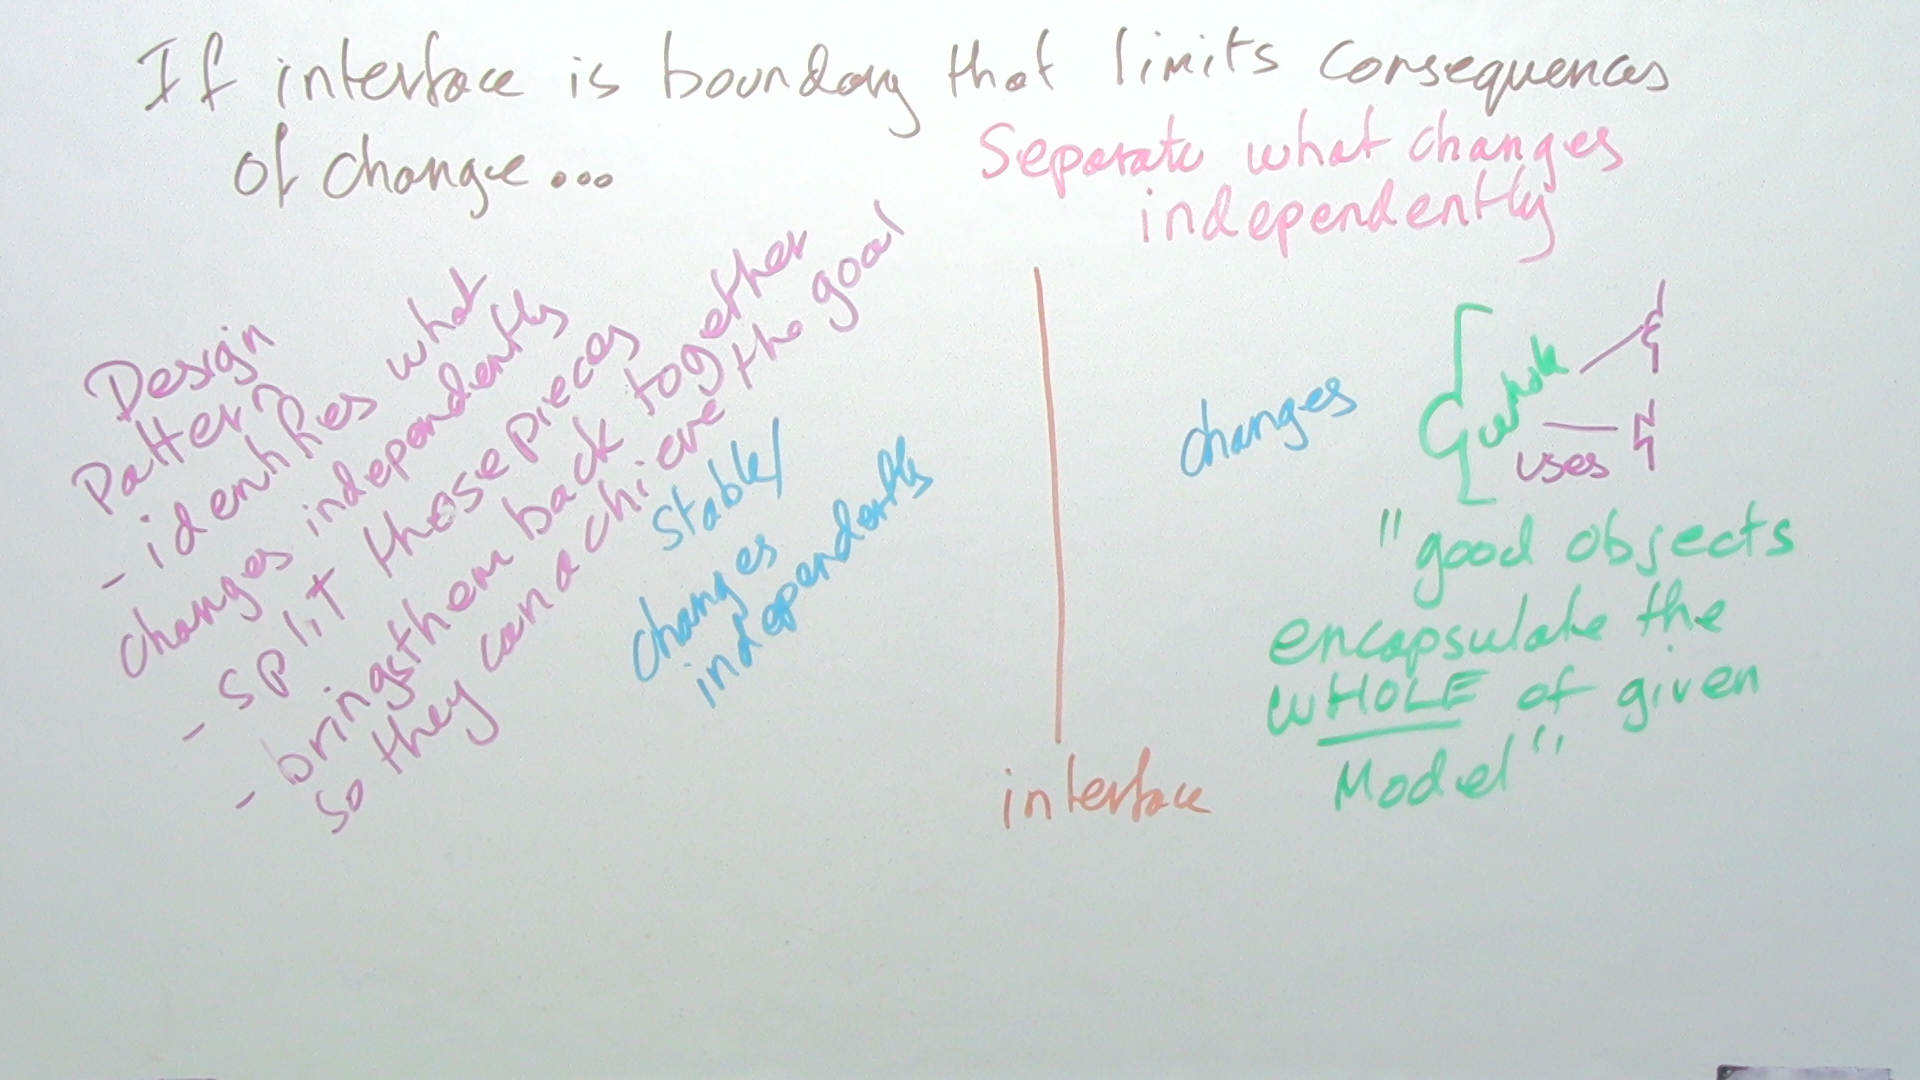 If interface is boundary that limits consequences
of change...
Separate what changes
independently
Design
Pattern
- identifies what
changes independently
- split those pieces
- brings them back together
so they can achieve the goal
stable/
changes
independently
interface
changes
whole
uses
"good objects
encapsulate the
WHOLE of given
Model"